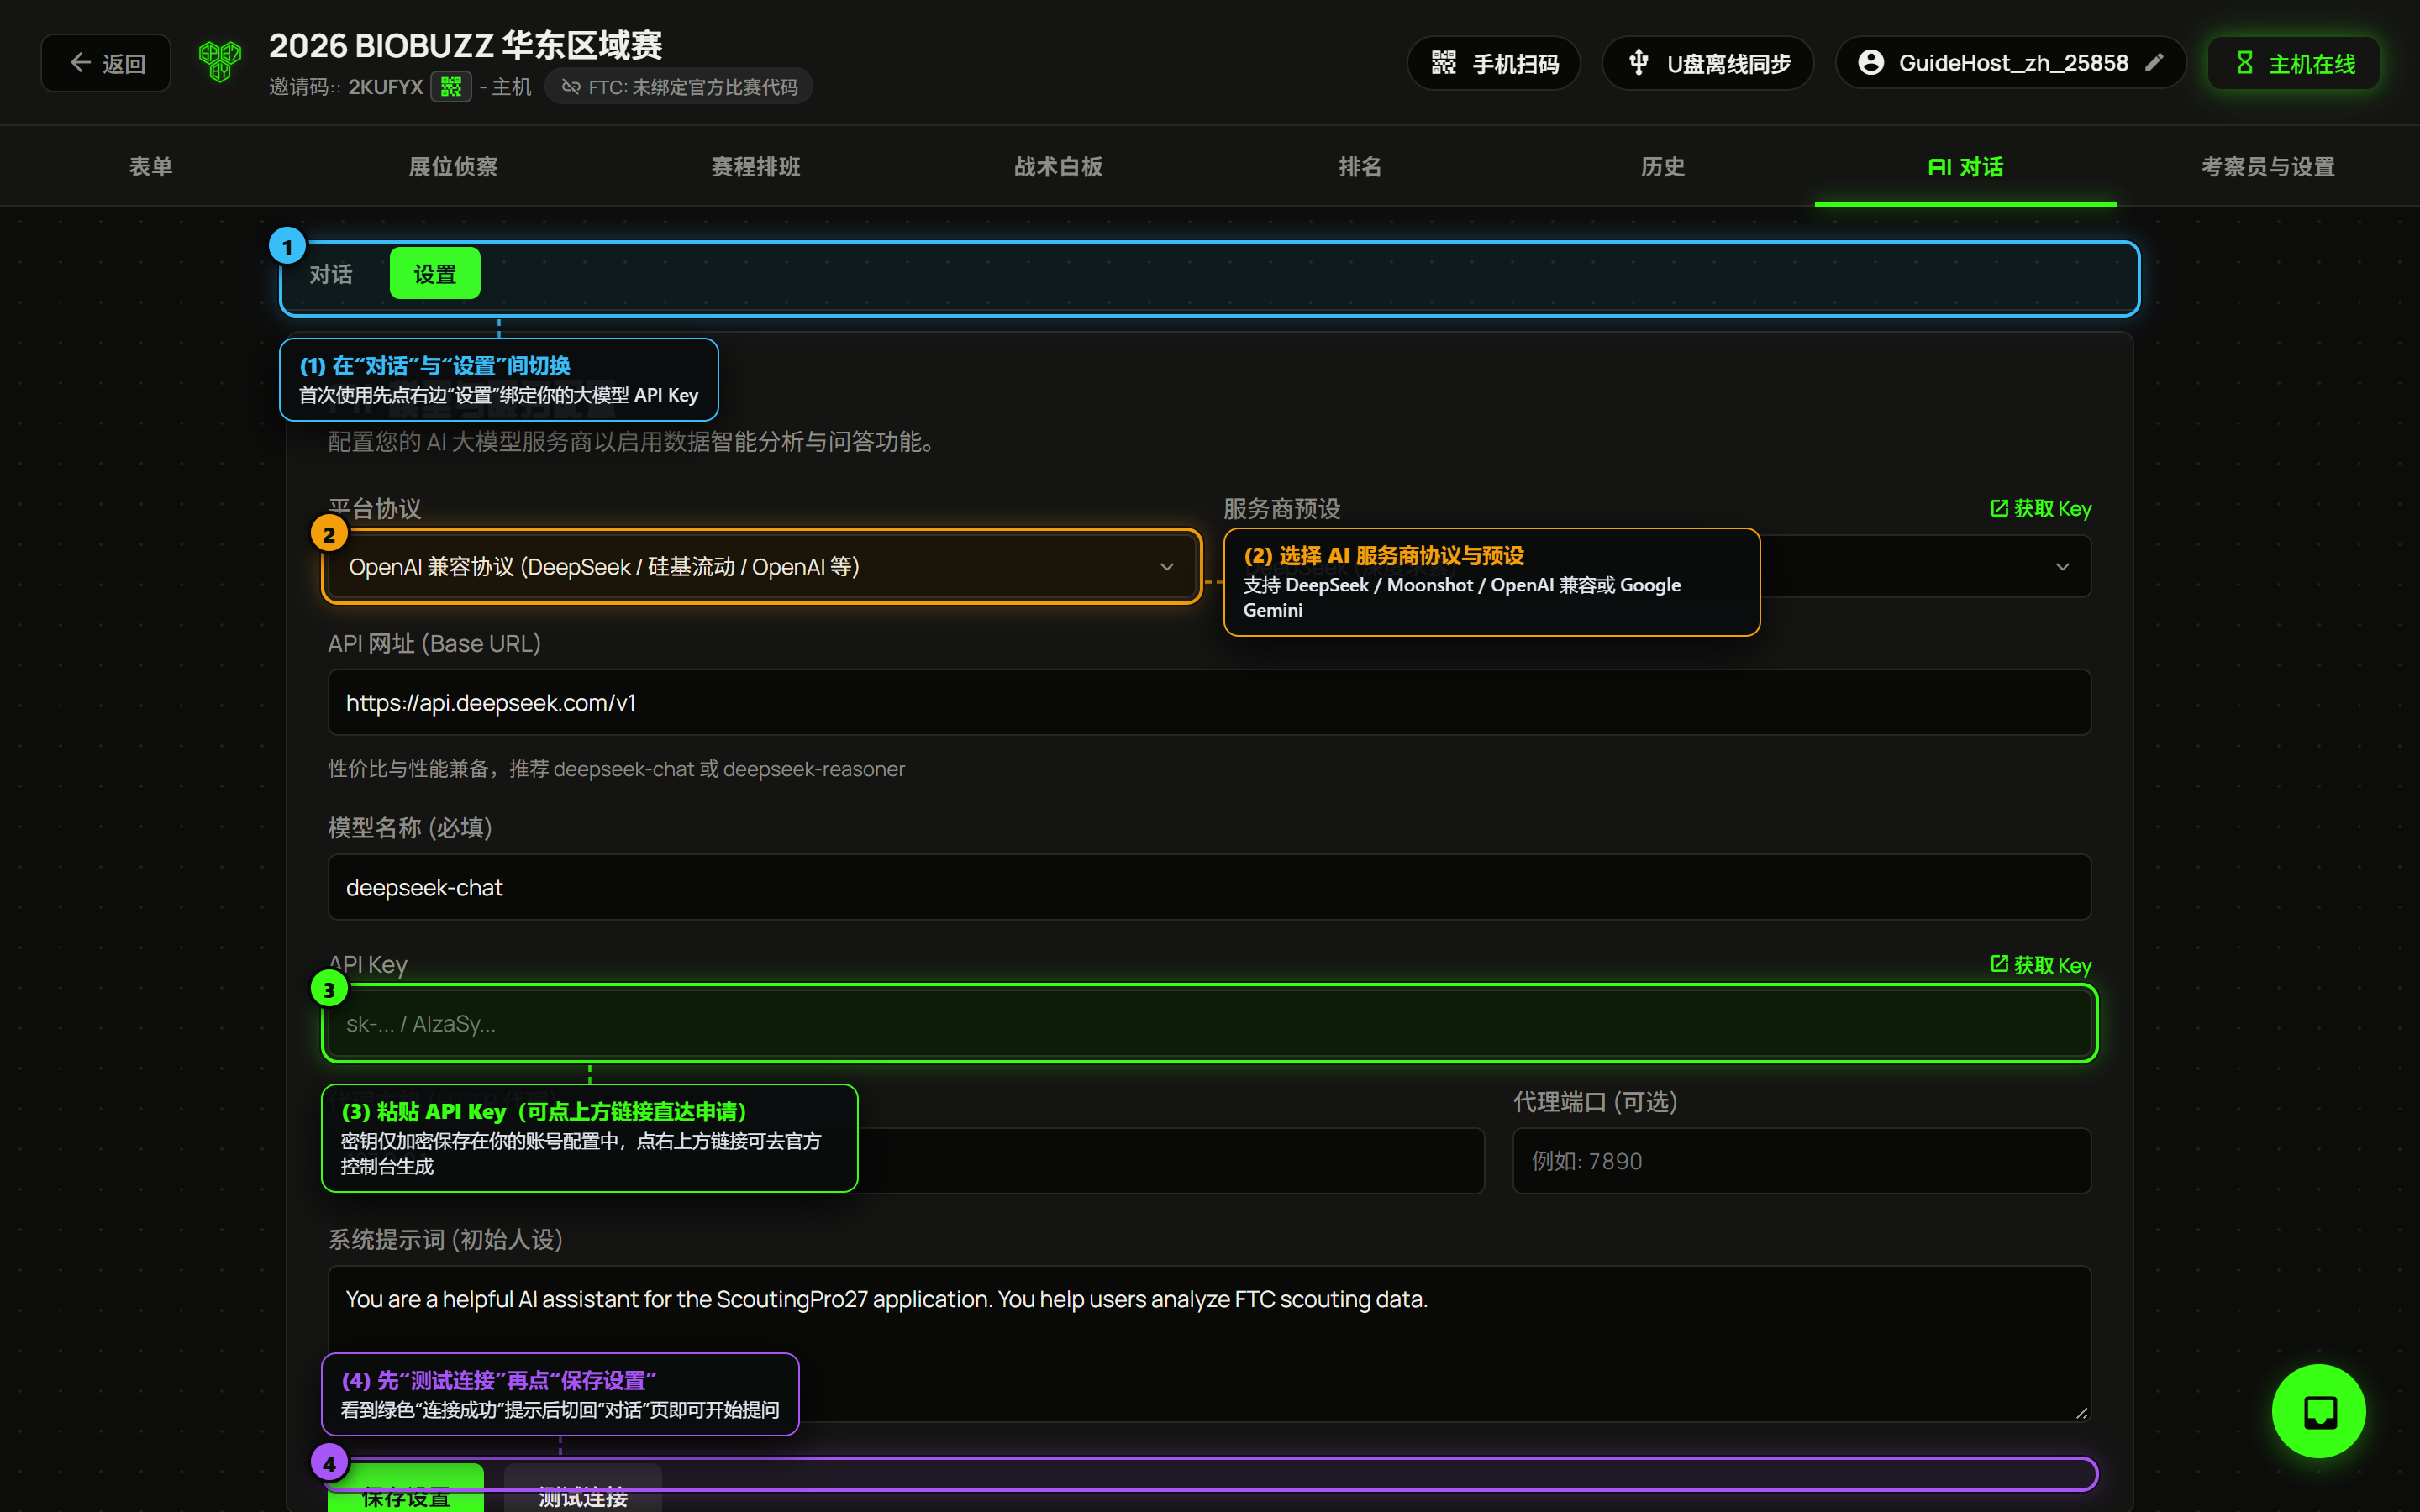 返回
2026 BIOBUZZ 华东区域赛
邀请码:: 2KUFYX - 主机
FTC: 未绑定官方比赛代码
手机扫码
U盘离线同步
GuideHost_zh_25858
主机在线
表单
展位侦察
赛程排班
战术白板
排名
历史
AI 对话
考察员与设置
1
对话
设置
(1) 在“对话”与“设置”间切换
首次使用先点右边“设置”绑定你的大模型 API Key
配置您的 AI 大模型服务商以启用数据智能分析与问答功能。
平台协议
服务商预设
获取 Key
2
OpenAI 兼容协议 (DeepSeek / 硅基流动 / OpenAI 等)
(2) 选择 AI 服务商协议与预设
支持 DeepSeek / Moonshot / OpenAI 兼容或 Google
Gemini
API 网址 (Base URL)
https://api.deepseek.com/v1
性价比与性能兼备，推荐 deepseek-chat 或 deepseek-reasoner
模型名称 (必填)
deepseek-chat
API Key
获取 Key
3
sk-... / AIzaSy...
(3) 粘贴 API Key（可点上方链接直达申请）
密钥仅加密保存在你的账号配置中，点右上方链接可去官方
控制台生成
代理端口 (可选)
例如: 7890
系统提示词 (初始人设)
You are a helpful AI assistant for the ScoutingPro27 application. You help users analyze FTC scouting data.
(4) 先“测试连接”再点“保存设置”
看到绿色“连接成功”提示后切回“对话”页即可开始提问
4
保存设置
测试连接